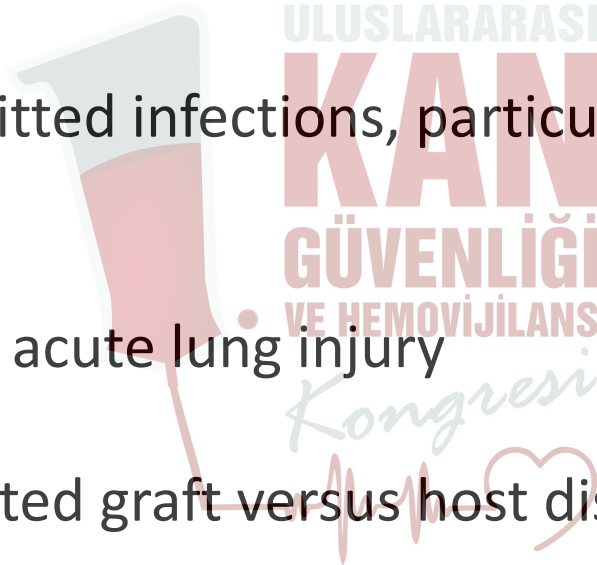 ULUSLARARASI
KAN
itted infections, particu
GÜVENLİĞİ
VE HEMOVİJİLANS
acute lung injury
Kongresi
ted graft versus host dis